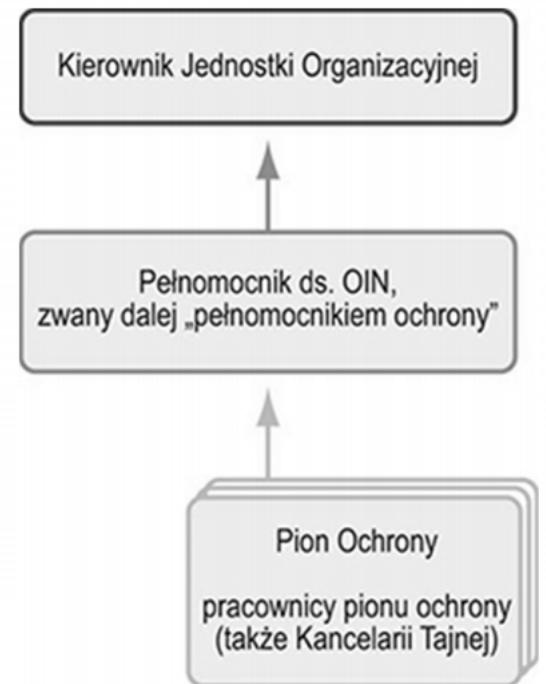 Kierownik Jednostki Organizacyjnej
Pełnomocnik ds. OIN,
zwany dalej „pełnomocnikiem ochrony”
Pion Ochrony
pracownicy pionu ochrony
(także Kancelarii Tajnej)